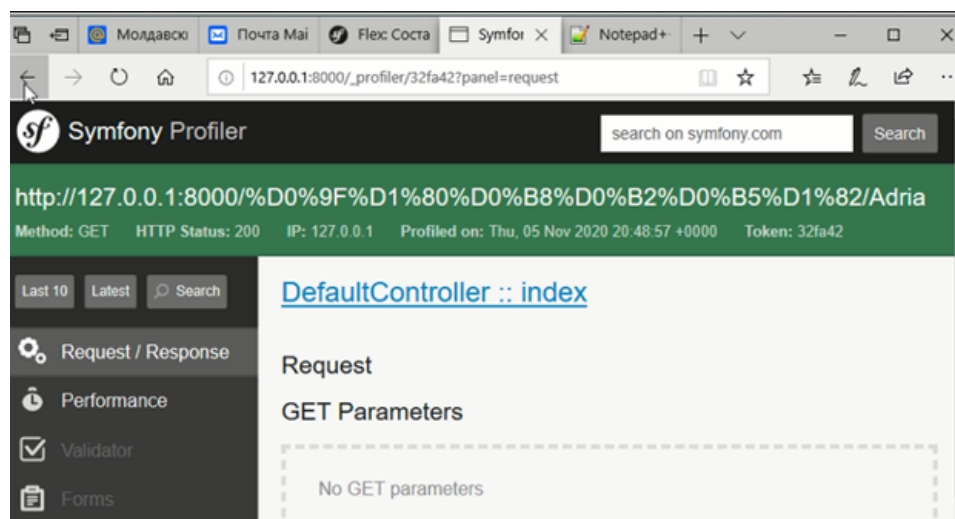 Молдавскı Почта Маі Flex: Соста Symfoı Notepad+
127.0.0.1:8000/_profiler/32fa42?panel=request
sf Symfony Profiler search on symfony.com Search
http://127.0.0.1:8000/%D0%9F%D1%80%D0%B8%D0%B2%D0%B5%D1%82/Adria
Method: GET HTTP Status: 200 IP: 127.0.0.1 Profiled on: Thu, 05 Nov 2020 20:48:57 +0000 Token: 32fa42
Last 10 Latest Search
DefaultController :: index
Request / Response
Request
Performance
GET Parameters
Validator
No GET parameters
Forms